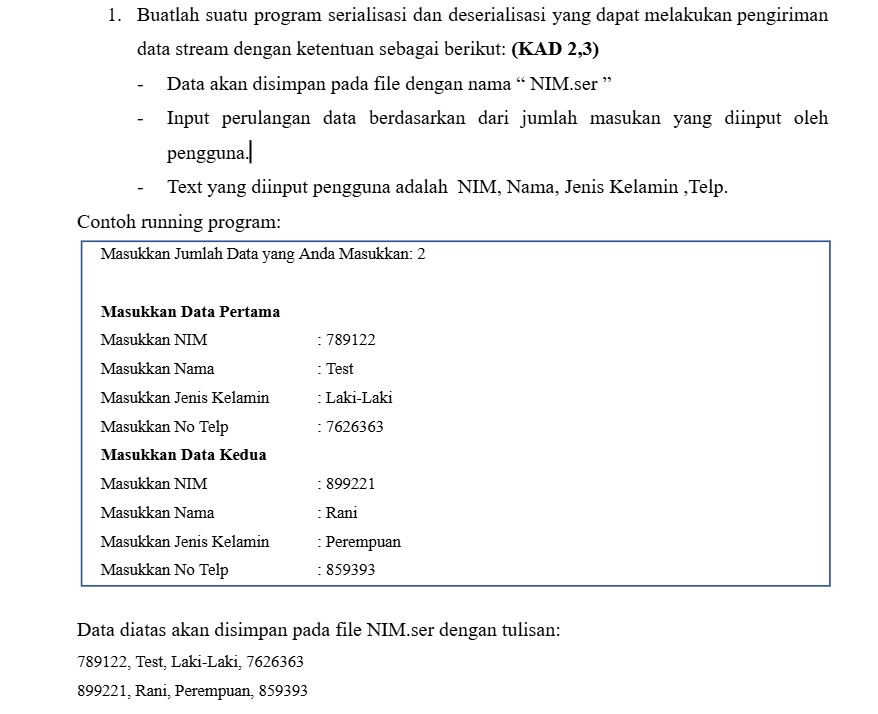 1. Buatlah suatu program serialisasi dan deserialisasi yang dapat melakukan pengiriman
data stream dengan ketentuan sebagai berikut: (KAD 2,3)
- Data akan disimpan pada file dengan nama “ NIM.ser ”
- Input perulangan data berdasarkan dari jumlah masukan yang diinput oleh
pengguna.
- Text yang diinput pengguna adalah NIM, Nama, Jenis Kelamin ,Telp.
Contoh running program:
Masukkan Jumlah Data yang Anda Masukkan: 2
Masukkan Data Pertama
Masukkan NIM : 789122
Masukkan Nama : Test
Masukkan Jenis Kelamin : Laki-Laki
Masukkan No Telp : 7626363
Masukkan Data Kedua
Masukkan NIM : 899221
Masukkan Nama : Rani
Masukkan Jenis Kelamin : Perempuan
Masukkan No Telp : 859393
Data diatas akan disimpan pada file NIM.ser dengan tulisan:
789122, Test, Laki-Laki, 7626363
899221, Rani, Perempuan, 859393